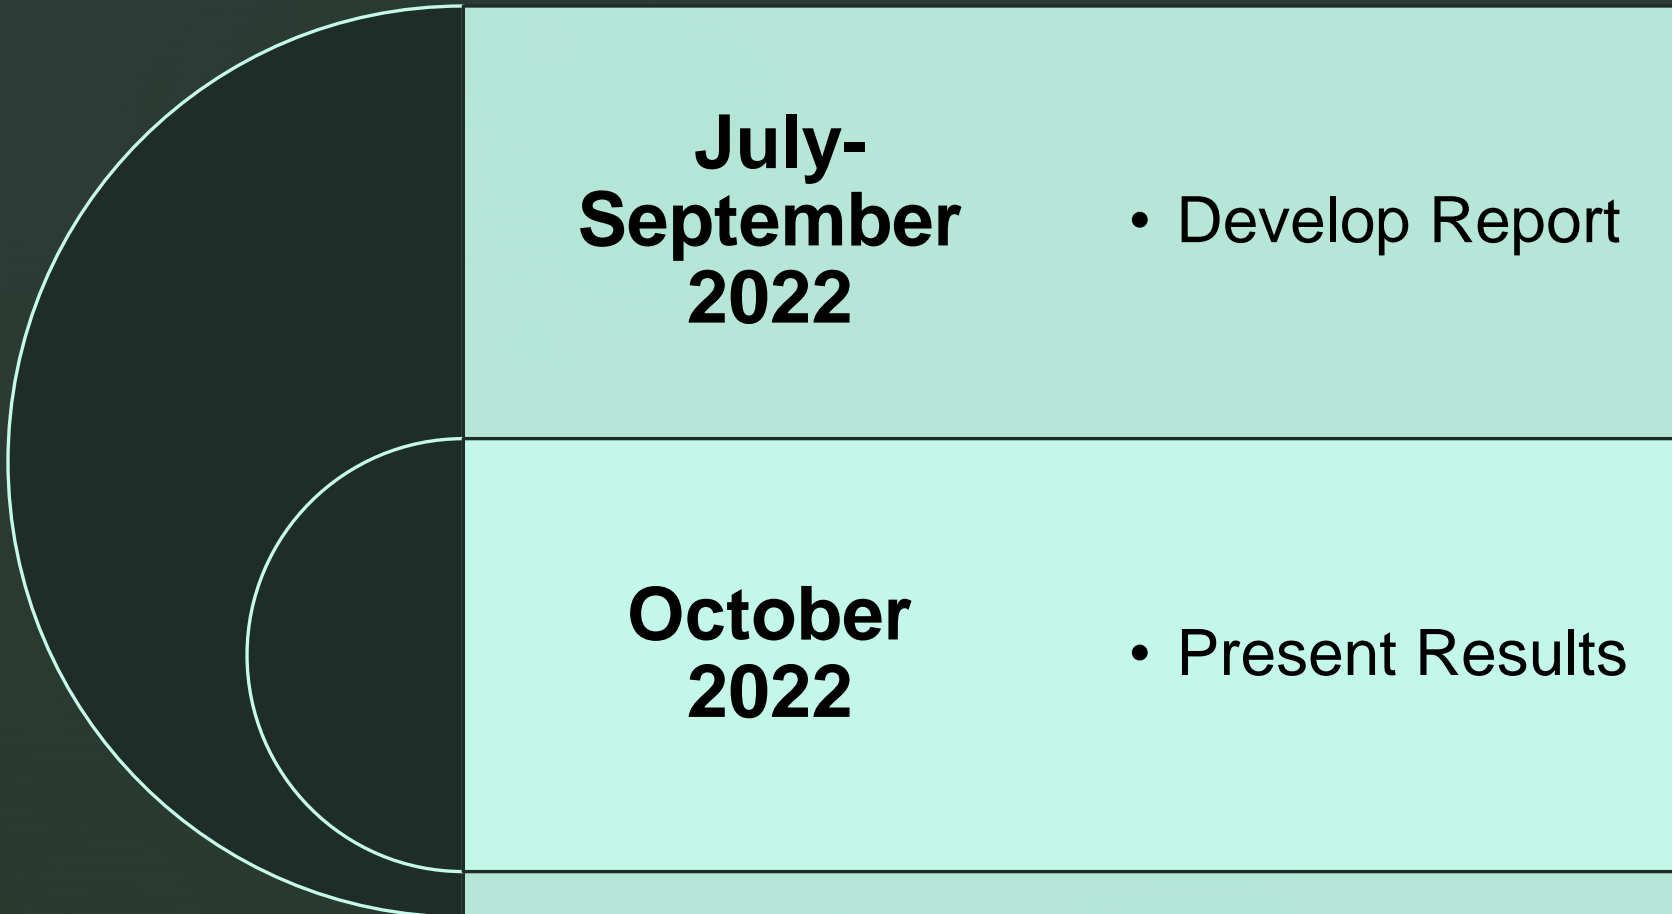 July-
September
2022
• Develop Report
October
2022
• Present Results